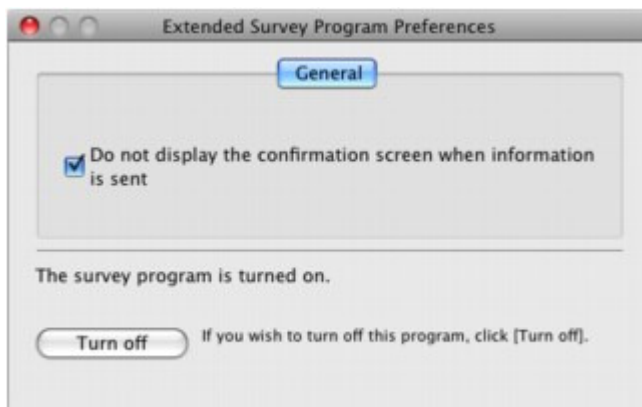 Extended Survey Program Preferences
General
Do not display the confirmation screen when information
is sent
The survey program is turned on.
Turn off
If you wish to turn off this program, click [Turn off].